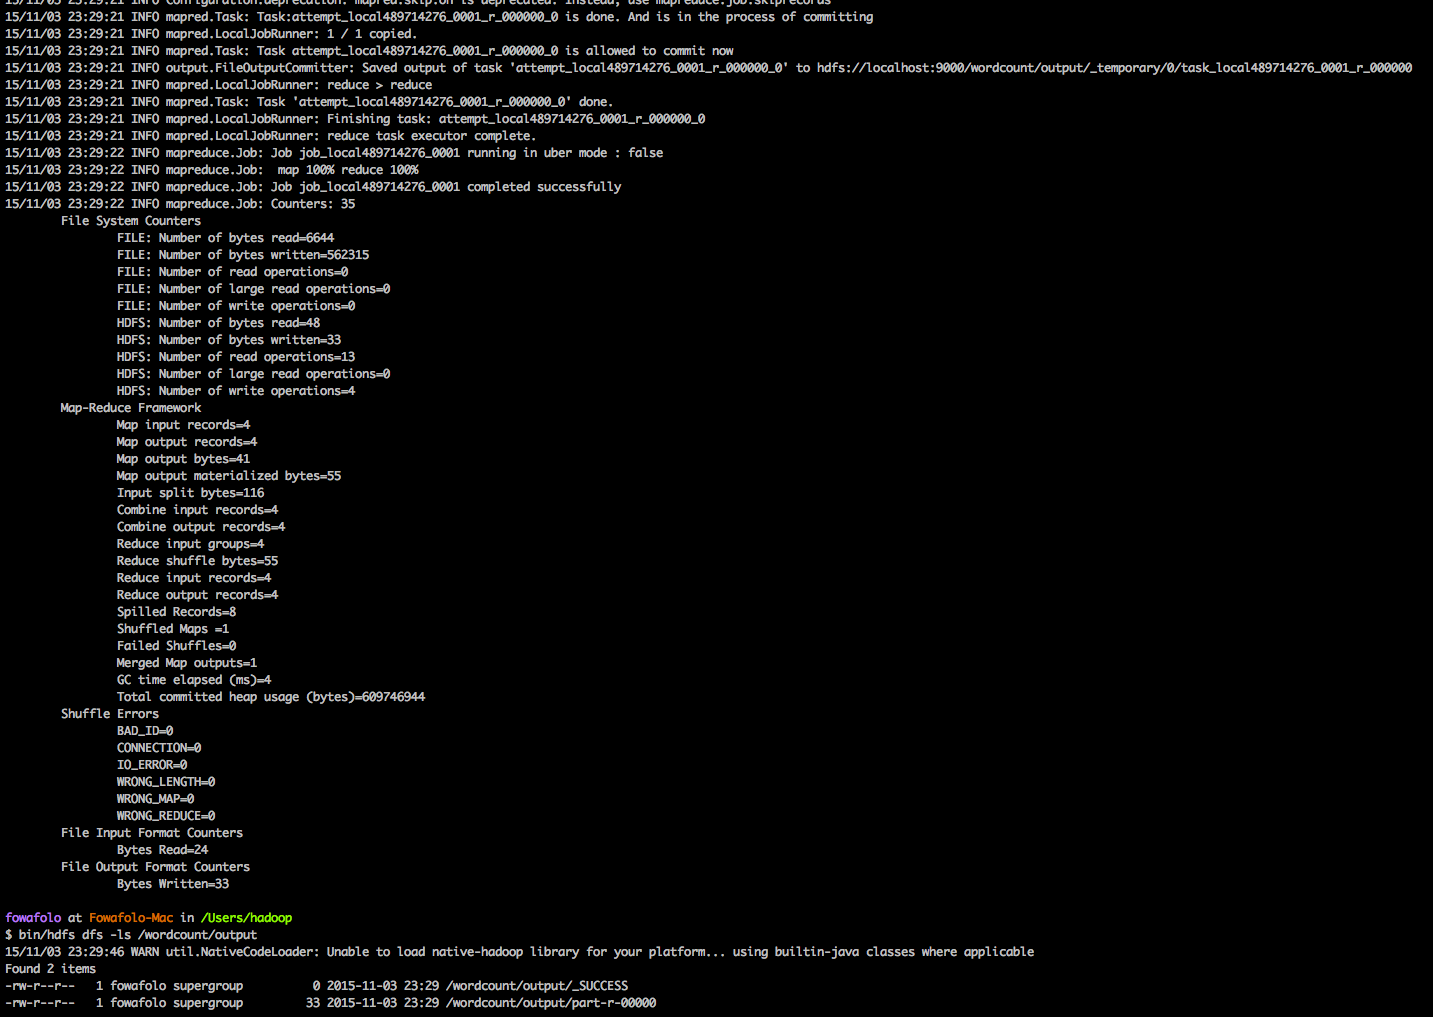 15/11/03 23:29:21 INFO Configuration.deprecation: mapred.skip.on is deprecated. Instead, use mapreduce.job.skiprecords
15/11/03 23:29:21 INFO mapred.Task: Task:attempt_local489714276_0001_r_000000_0 is done. And is in the process of committing
15/11/03 23:29:21 INFO mapred.LocalJobRunner: 1 / 1 copied.
15/11/03 23:29:21 INFO mapred.Task: Task attempt_local489714276_0001_r_000000_0 is allowed to commit now
15/11/03 23:29:21 INFO output.FileOutputCommitter: Saved output of task 'attempt_local489714276_0001_r_000000_0' to hdfs://localhost:9000/wordcount/output/_temporary/0/task_local489714276_0001_r_000000
15/11/03 23:29:21 INFO mapred.LocalJobRunner: reduce > reduce
15/11/03 23:29:21 INFO mapred.Task: Task 'attempt_local489714276_0001_r_000000_0' done.
15/11/03 23:29:21 INFO mapred.LocalJobRunner: Finishing task: attempt_local489714276_0001_r_000000_0
15/11/03 23:29:21 INFO mapred.LocalJobRunner: reduce task executor complete.
15/11/03 23:29:22 INFO mapreduce.Job: Job job_local489714276_0001 running in uber mode : false
15/11/03 23:29:22 INFO mapreduce.Job:  map 100% reduce 100%
15/11/03 23:29:22 INFO mapreduce.Job: Job job_local489714276_0001 completed successfully
15/11/03 23:29:22 INFO mapreduce.Job: Counters: 35
File System Counters
FILE: Number of bytes read=6644
FILE: Number of bytes written=562315
FILE: Number of read operations=0
FILE: Number of large read operations=0
FILE: Number of write operations=0
HDFS: Number of bytes read=48
HDFS: Number of bytes written=33
HDFS: Number of read operations=13
HDFS: Number of large read operations=0
HDFS: Number of write operations=4
Map-Reduce Framework
Map input records=4
Map output records=4
Map output bytes=41
Map output materialized bytes=55
Input split bytes=116
Combine input records=4
Combine output records=4
Reduce input groups=4
Reduce shuffle bytes=55
Reduce input records=4
Reduce output records=4
Spilled Records=8
Shuffled Maps =1
Failed Shuffles=0
Merged Map outputs=1
GC time elapsed (ms)=4
Total committed heap usage (bytes)=609746944
Shuffle Errors
BAD_ID=0
CONNECTION=0
IO_ERROR=0
WRONG_LENGTH=0
WRONG_MAP=0
WRONG_REDUCE=0
File Input Format Counters
Bytes Read=24
File Output Format Counters
Bytes Written=33
fowafolo at Fowafolo-Mac in /Users/hadoop
$ bin/hdfs dfs -ls /wordcount/output
15/11/03 23:29:46 WARN util.NativeCodeLoader: Unable to load native-hadoop library for your platform... using builtin-java classes where applicable
Found 2 items
-rw-r--r--   1 fowafolo supergroup          0 2015-11-03 23:29 /wordcount/output/_SUCCESS
-rw-r--r--   1 fowafolo supergroup         33 2015-11-03 23:29 /wordcount/output/part-r-00000